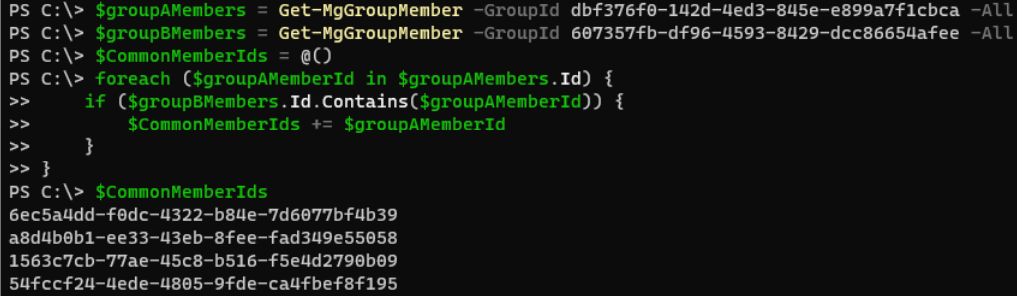 PS C:\> $groupAMembers = Get-MgGroupMember -GroupId dbf376f0-142d-4ed3-845e-e899a7f1cbca -All
PS C:\> $groupBMembers = Get-MgGroupMember -GroupId 607357fb-df96-4593-8429-dcc86654afee -All
PS C:\> $CommonMemberIds = @()
PS C:\> foreach ($groupAMemberId in $groupAMembers.Id) {
>>     if ($groupBMembers.Id.Contains($groupAMemberId)) {
>>         $CommonMemberIds += $groupAMemberId
>>     }
>> }
PS C:\> $CommonMemberIds
6ec5a4dd-f0dc-4322-b84e-7d6077bf4b39
a8d4b0b1-ee33-43eb-8fee-fad349e55058
1563c7cb-77ae-45c8-b516-f5e4d2790b09
54fccf24-4ede-4805-9fde-ca4fbef8f195